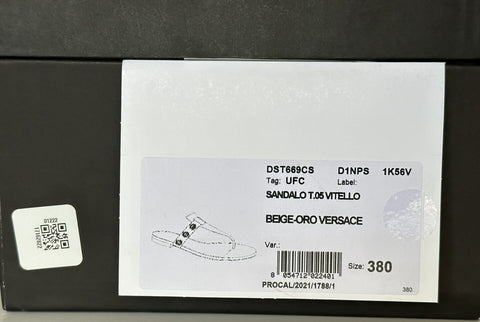 DST669CS D1NPS 1K56V
Tag: UFC Label:
SANDALO T.05 VITELLO
BEIGE-ORO VERSACE
Var.:
8 054712 022401
Size: 380
PROCAL/2021/1788/1
380
01222